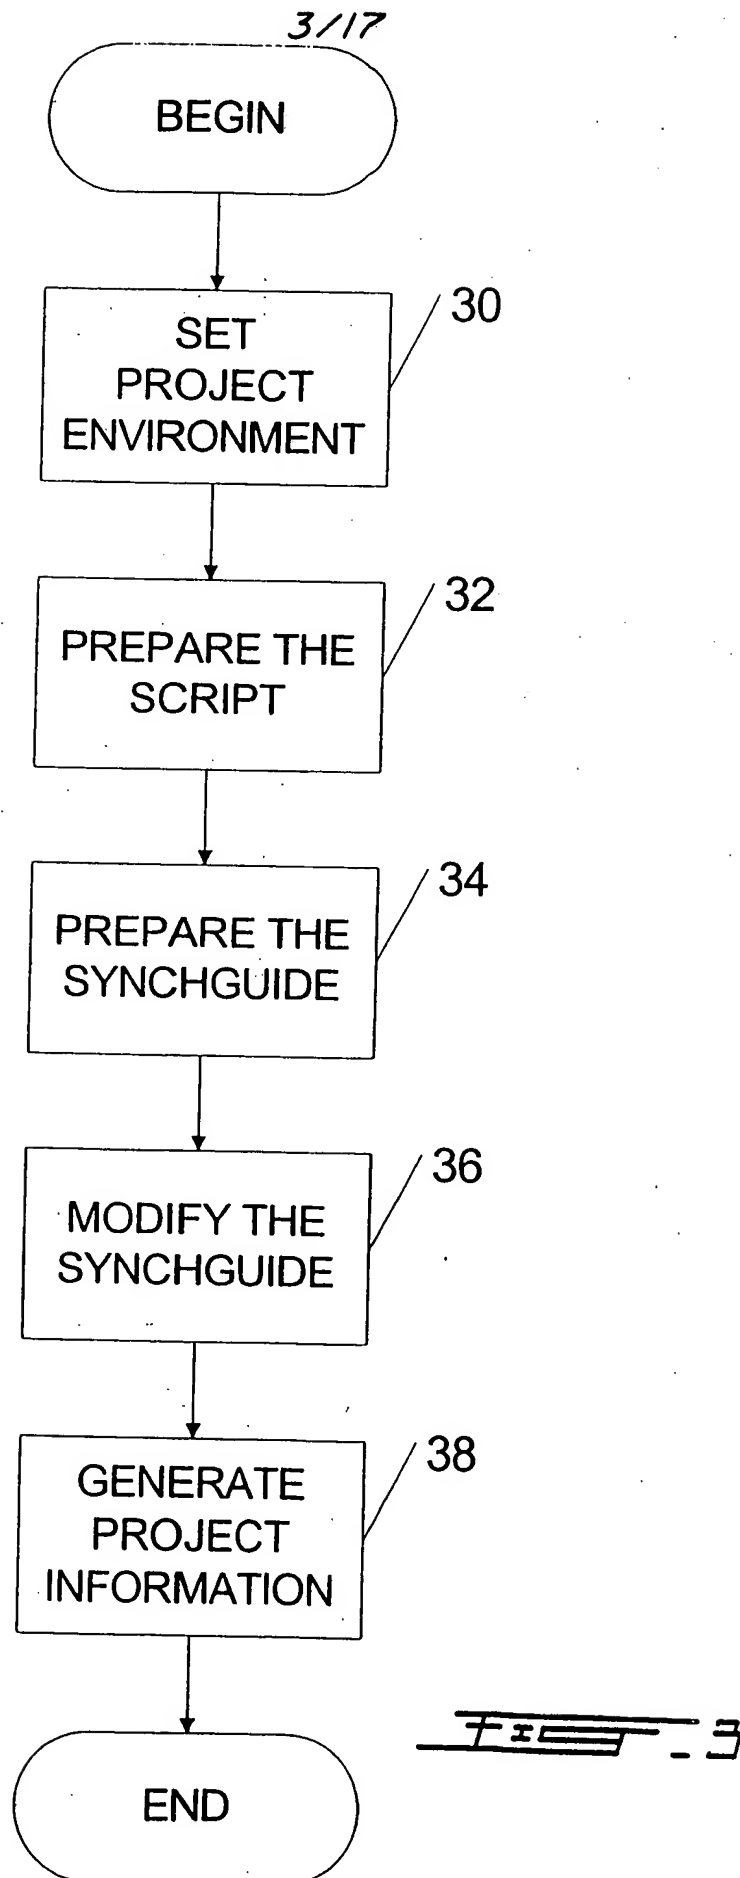 3/17
BEGIN
30
SET
PROJECT
ENVIRONMENT
32
PREPARE THE
SCRIPT
34
PREPARE THE
SYNCHGUIDE
36
MODIFY THE
SYNCHGUIDE
38
GENERATE
PROJECT
INFORMATION
END
FIG_3